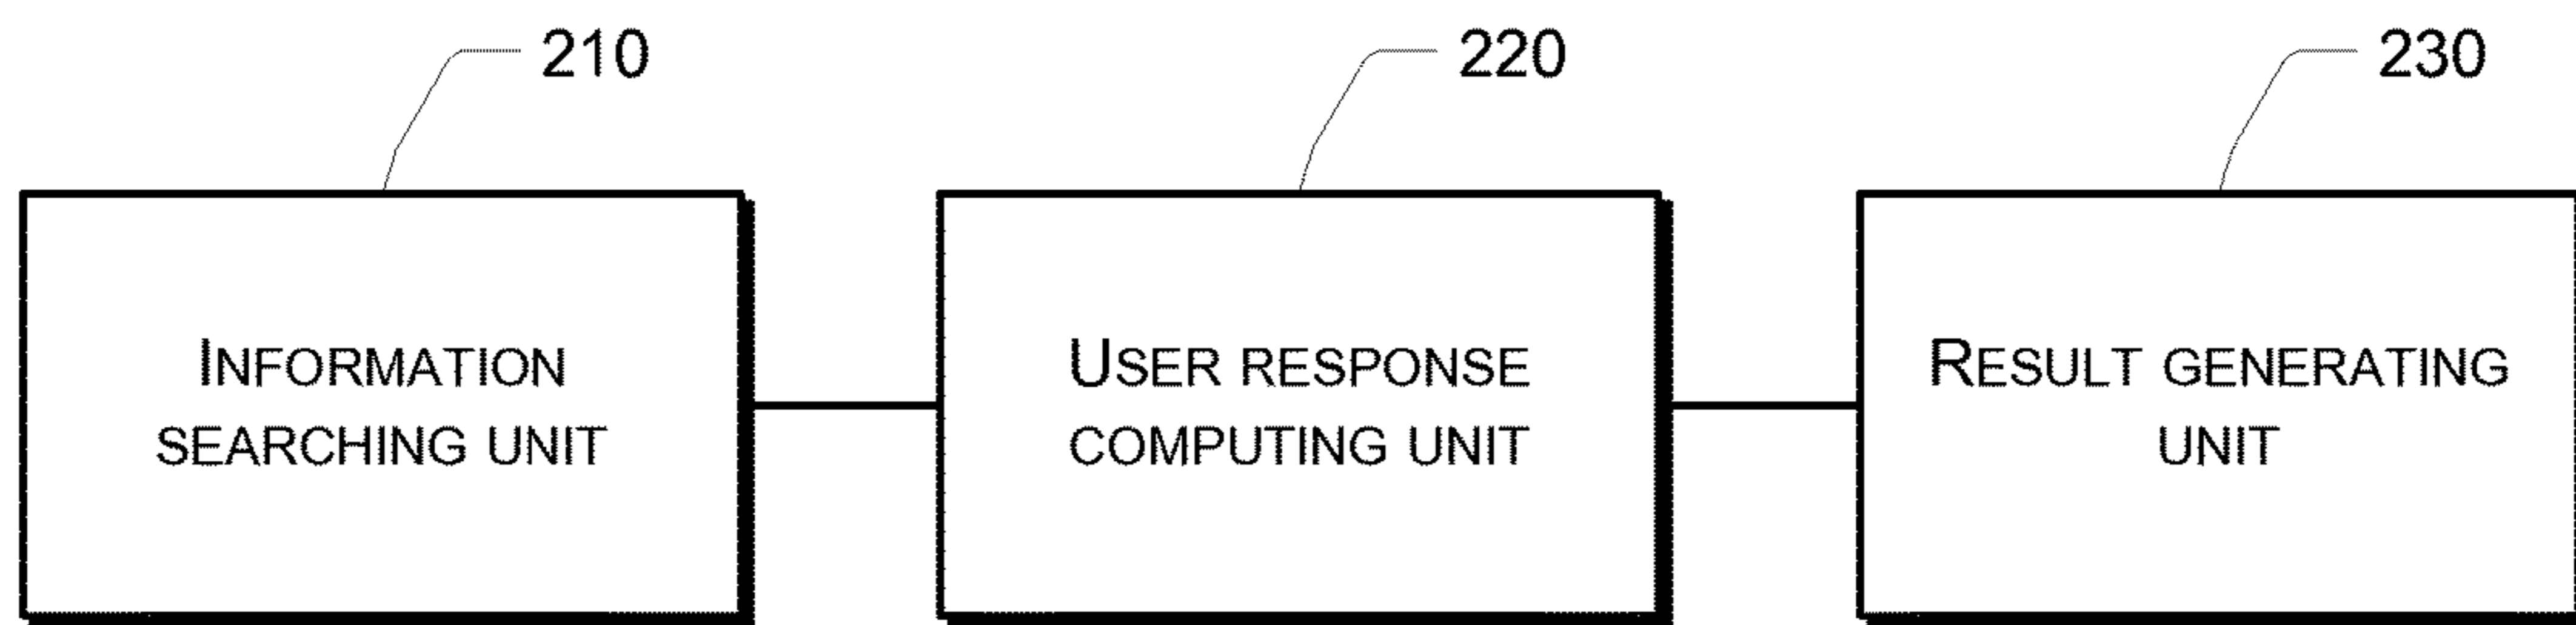 210
220
230
INFORMATION
SEARCHING UNIT
USER RESPONSE
COMPUTING UNIT
RESULT GENERATING
UNIT